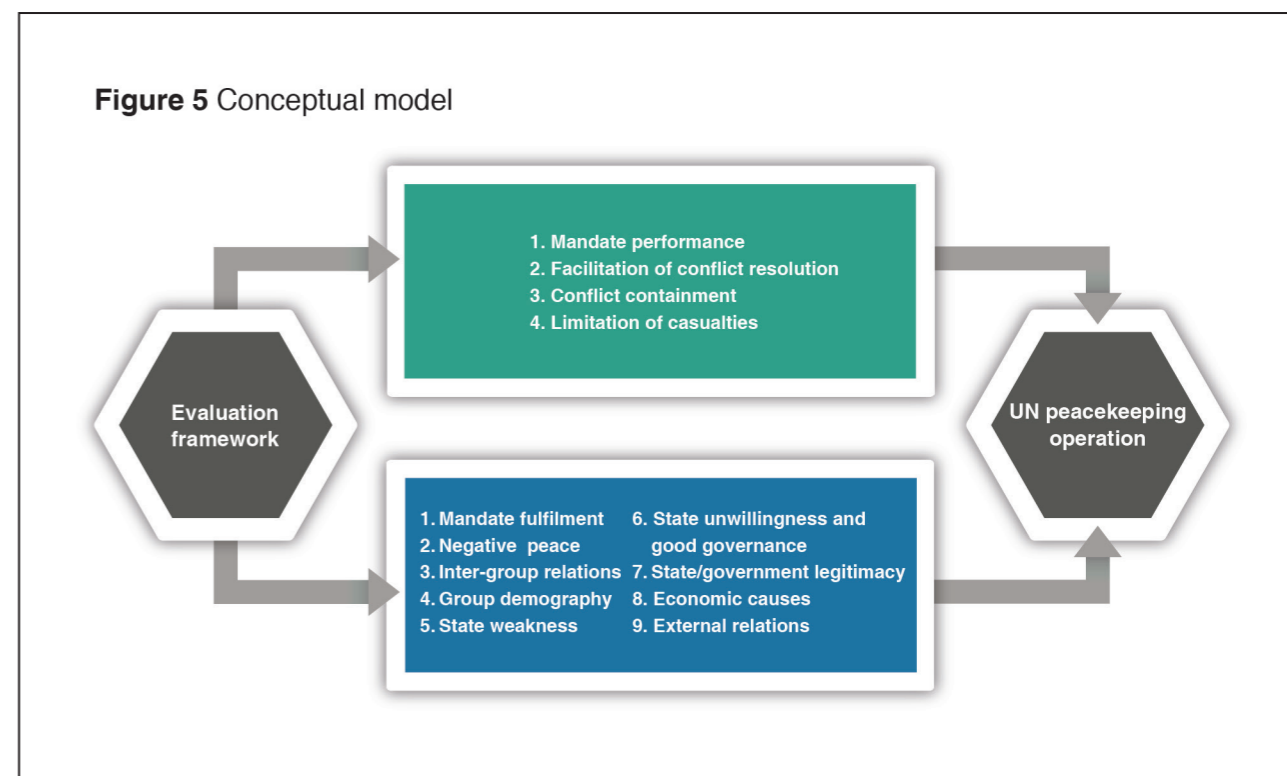 Figure 5 Conceptual model
1. Mandate performance
2. Facilitation of conflict resolution
3. Conflict containment
4. Limitation of casualties
Evaluation
framework
UN peacekeeping
operation
1. Mandate fulfilment
2. Negative peace
3. Inter-group relations
4. Group demography
5. State weakness
6. State unwillingness and
good governance
7. State/government legitimacy
8. Economic causes
9. External relations